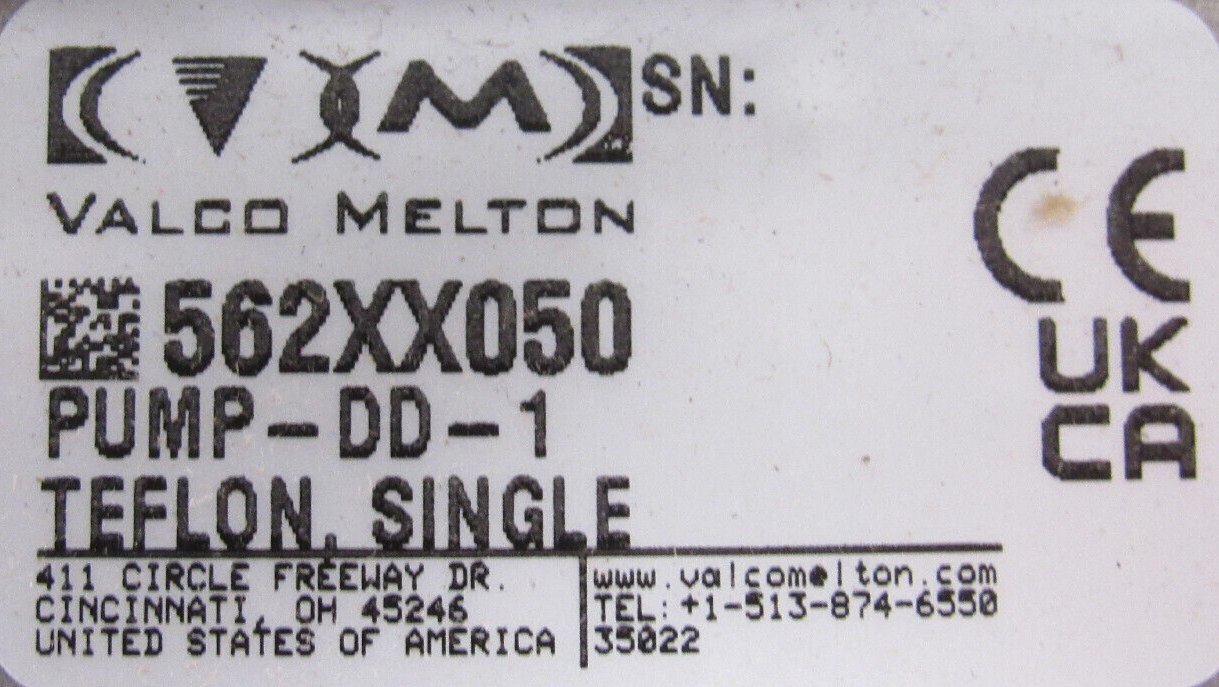 SN:
VALCO MELTON
562XX050
PUMP-DD-1
TEFLON, SINGLE
411 CIRCLE FREEWAY DR.
CINCINNATI, OH 45246
UNITED STATES OF AMERICA
www.valcomelton.com
TEL: +1-513-874-6550
35022
CE
UK
CA